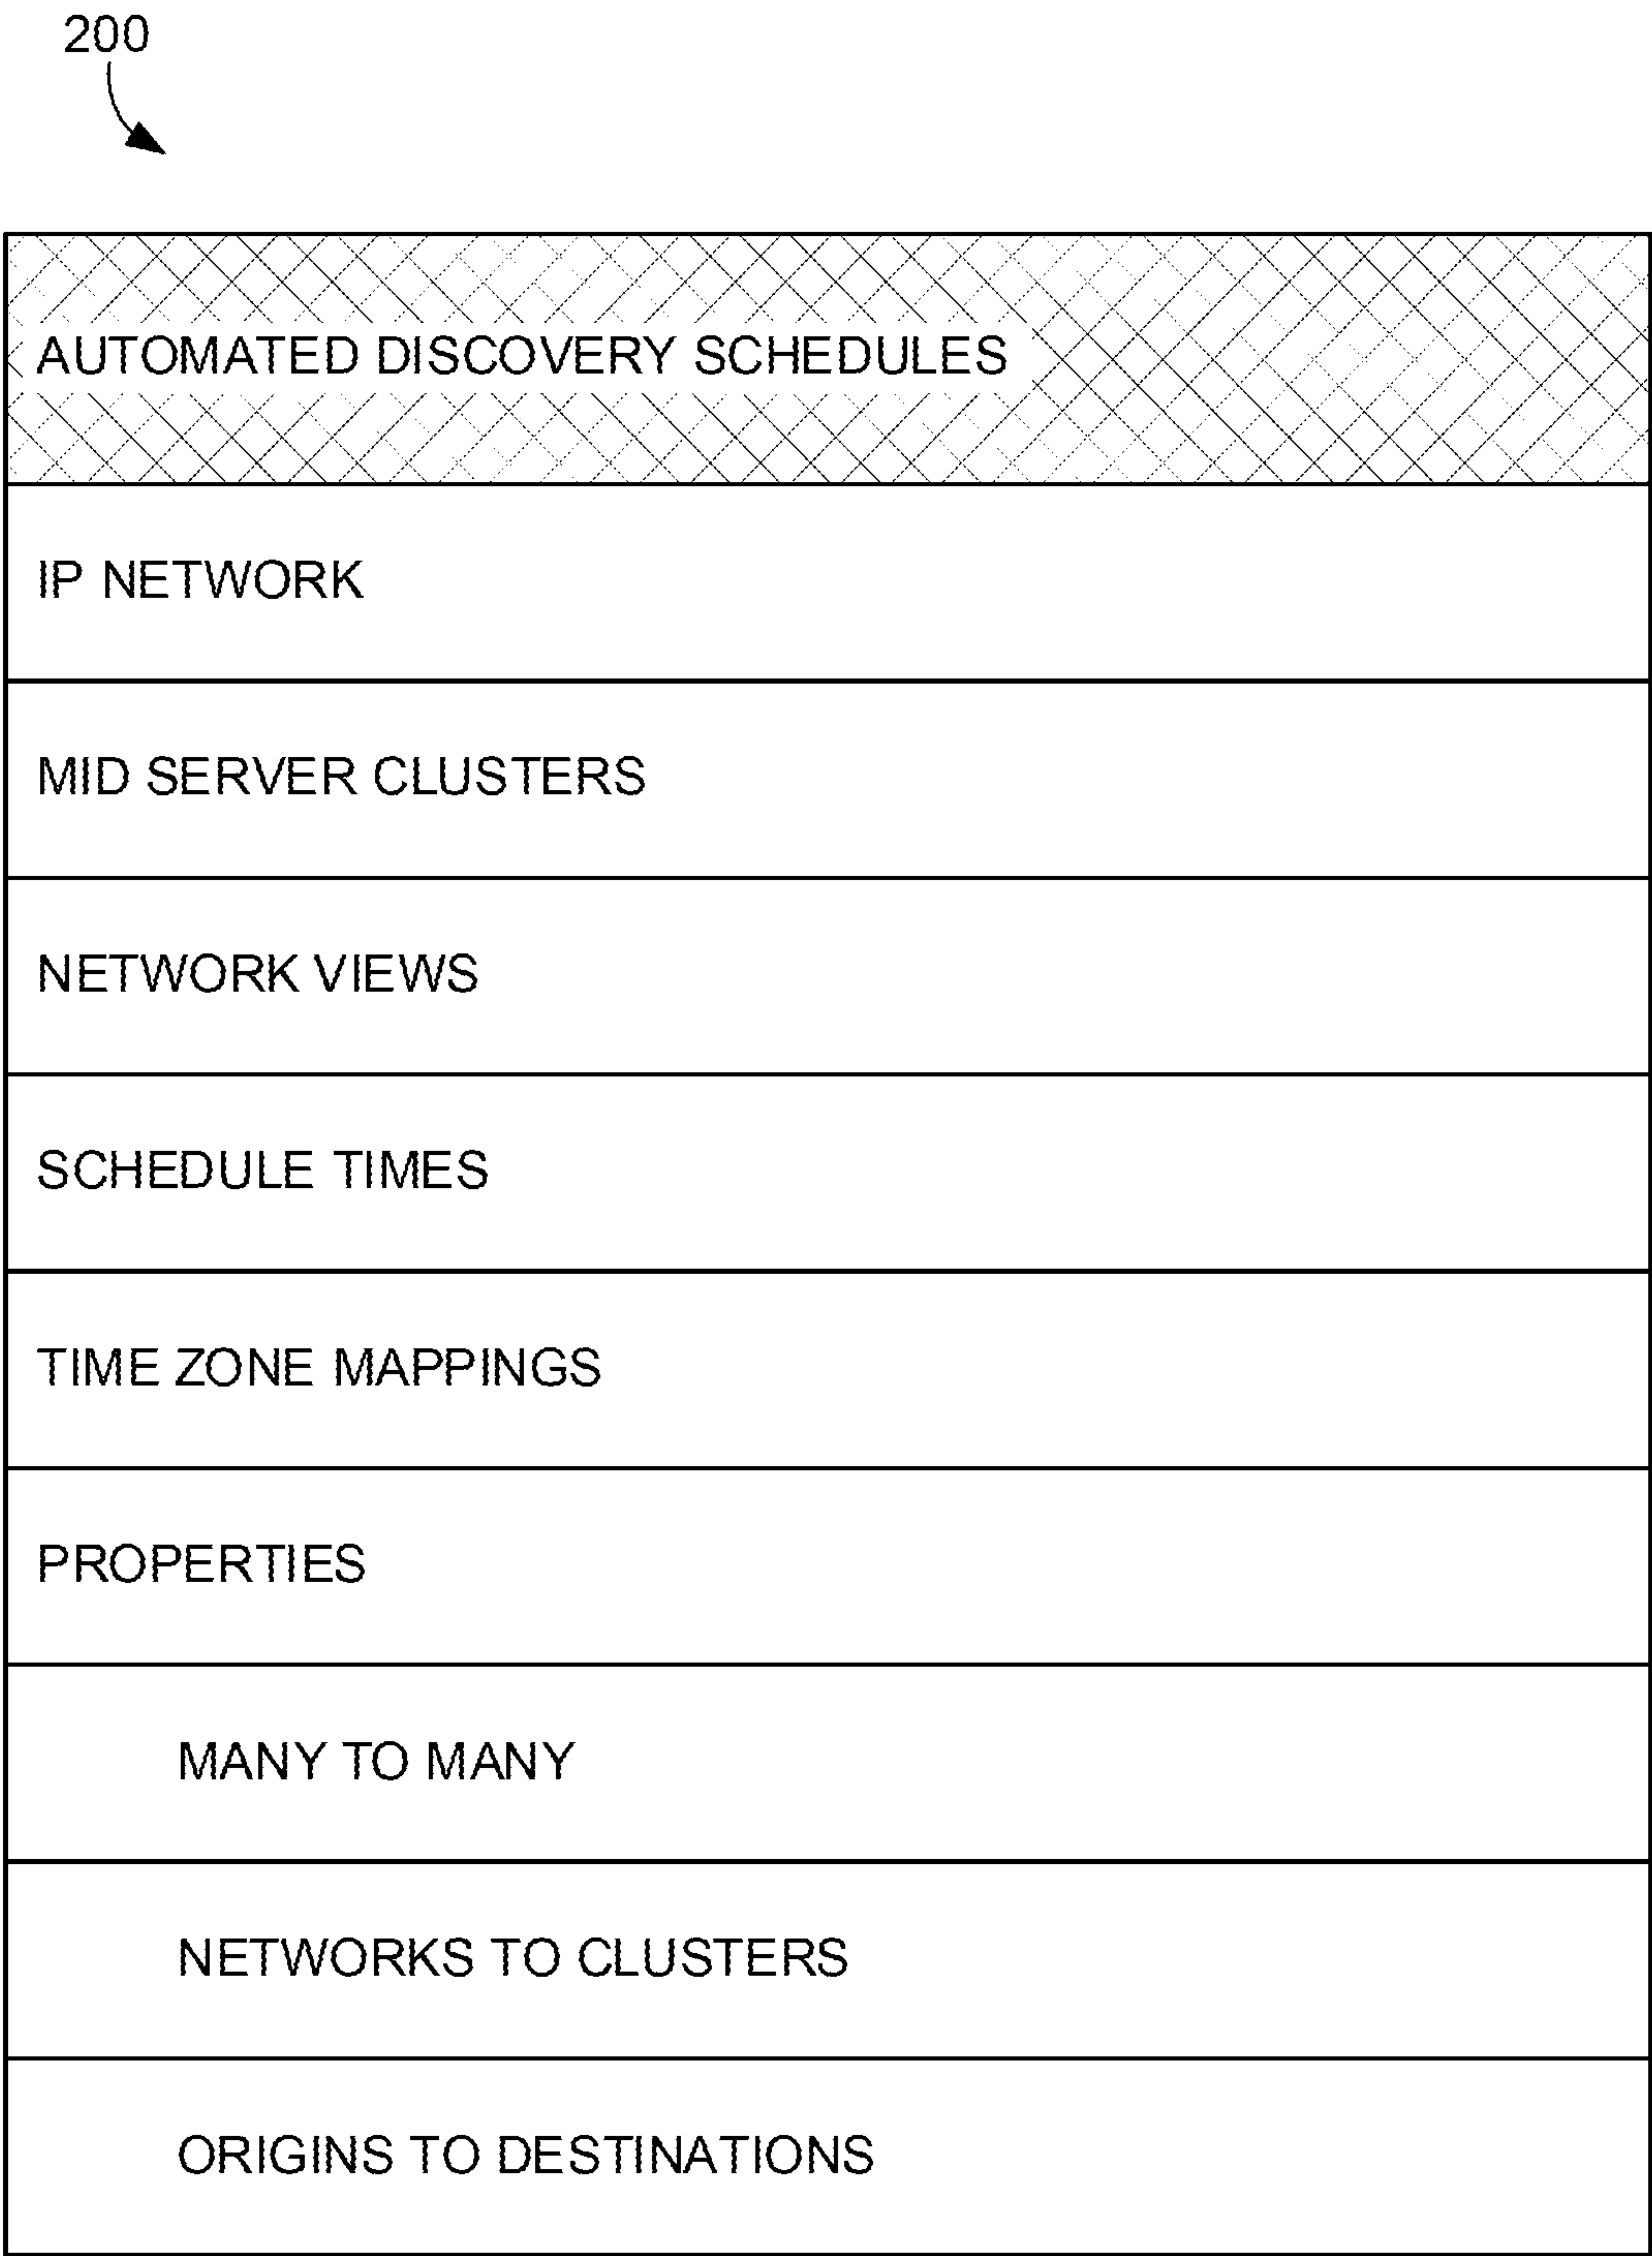 200
AUTOMATED DISCOVERY SCHEDULES
IP NETWORK
MID SERVER CLUSTERS
NETWORK VIEWS
SCHEDULE TIMES
TIME ZONE MAPPINGS
PROPERTIES
MANY TO MANY
NETWORKS TO CLUSTERS
ORIGINS TO DESTINATIONS